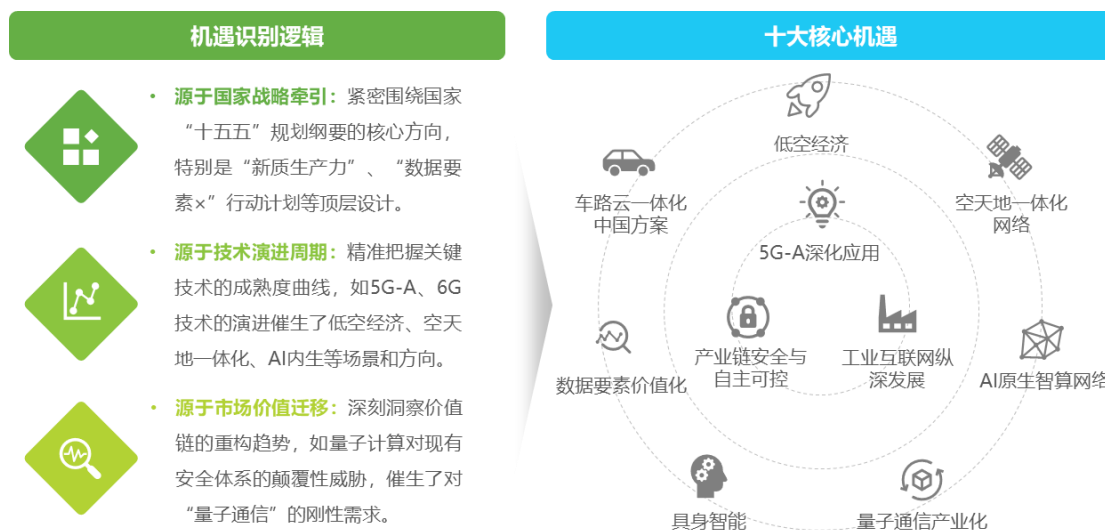 机遇识别逻辑
• 源于国家战略牵引：紧密围绕国家
“十五五”规划纲要的核心方向，
特别是“新质生产力”、“数据要
素×”行动计划等顶层设计。
• 源于技术演进周期：精准把握关键
技术的成熟度曲线，如5G-A、6G
技术的演进催生了低空经济、空天
地一体化、AI内生等场景和方向。
• 源于市场价值迁移：深刻洞察价值
链的重构趋势，如量子计算对现有
安全体系的颠覆性威胁，催生了对
“量子通信”的刚性需求。
十大核心机遇
低空经济
车路云一体化
中国方案
空天地一体化
网络
5G-A深化应用
产业链安全与
自主可控
工业互联网纵
深发展
数据要素价值化
AI原生智算网络
具身智能
量子通信产业化